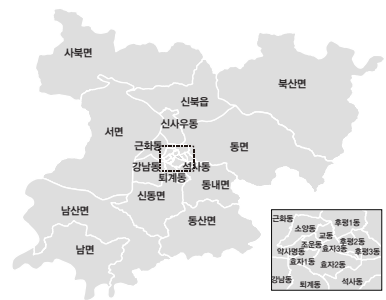 사북면
북산면
신북읍
신사우동
서면
근화동
동면
강남동
석사동
퇴계동
동내면
신동면
남산면
동산면
남면
근화동
후평1동
소양동
교동
후평2동
조운동
효자3동
약사명동
후평3동
효자1동
효자2동
강남동
퇴계동
석사동